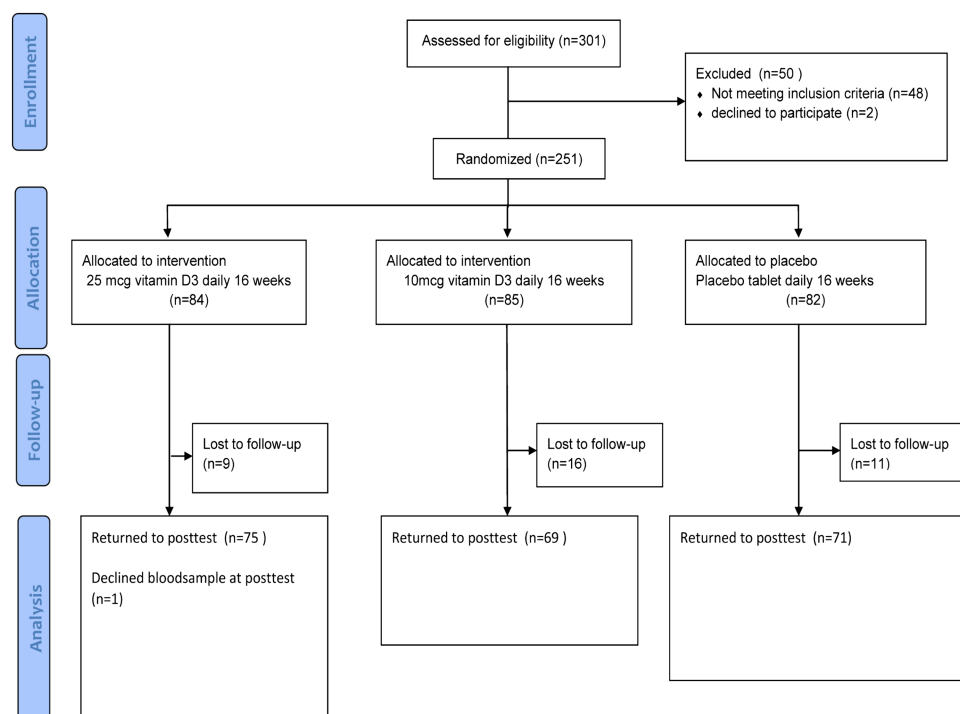 Enrollment
Assessed for eligibility (n=301)
Excluded (n=50 )
♦ Not meeting inclusion criteria (n=48)
♦ declined to participate (n=2)
Randomized (n=251)
Allocation
Allocated to intervention
25 mcg vitamin D3 daily 16 weeks
(n=84)
Allocated to intervention
10mcg vitamin D3 daily 16 weeks
(n=85)
Allocated to placebo
Placebo tablet daily 16 weeks
(n=82)
Follow-up
Lost to follow-up
(n=9)
Lost to follow-up
(n=16)
Lost to follow-up
(n=11)
Analysis
Returned to posttest (n=75 )
Declined bloodsample at posttest
(n=1)
Returned to posttest (n=69 )
Returned to posttest (n=71)